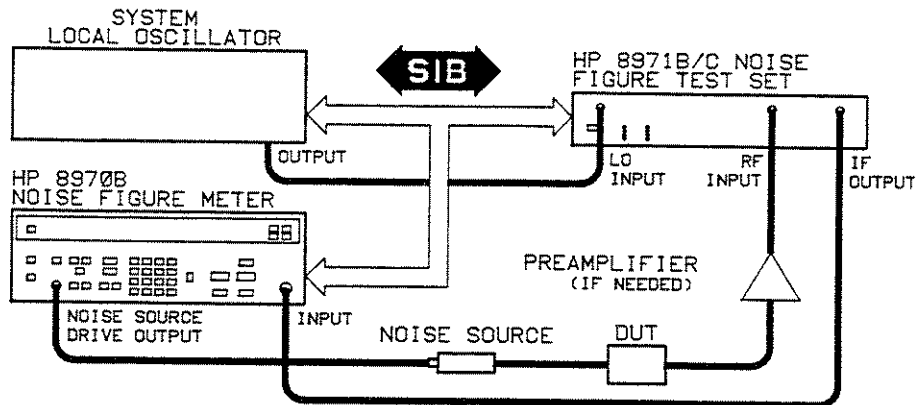 SYSTEM
LOCAL OSCILLATOR
SIB
HP 8971B/C NOISE
FIGURE TEST SET
OUTPUT
LO
INPUT
RF
INPUT
IF
OUTPUT
HP 8970B
NOISE FIGURE METER
PREAMPLIFIER
(IF NEEDED)
NOISE SOURCE
DRIVE OUTPUT
INPUT
NOISE SOURCE
DUT